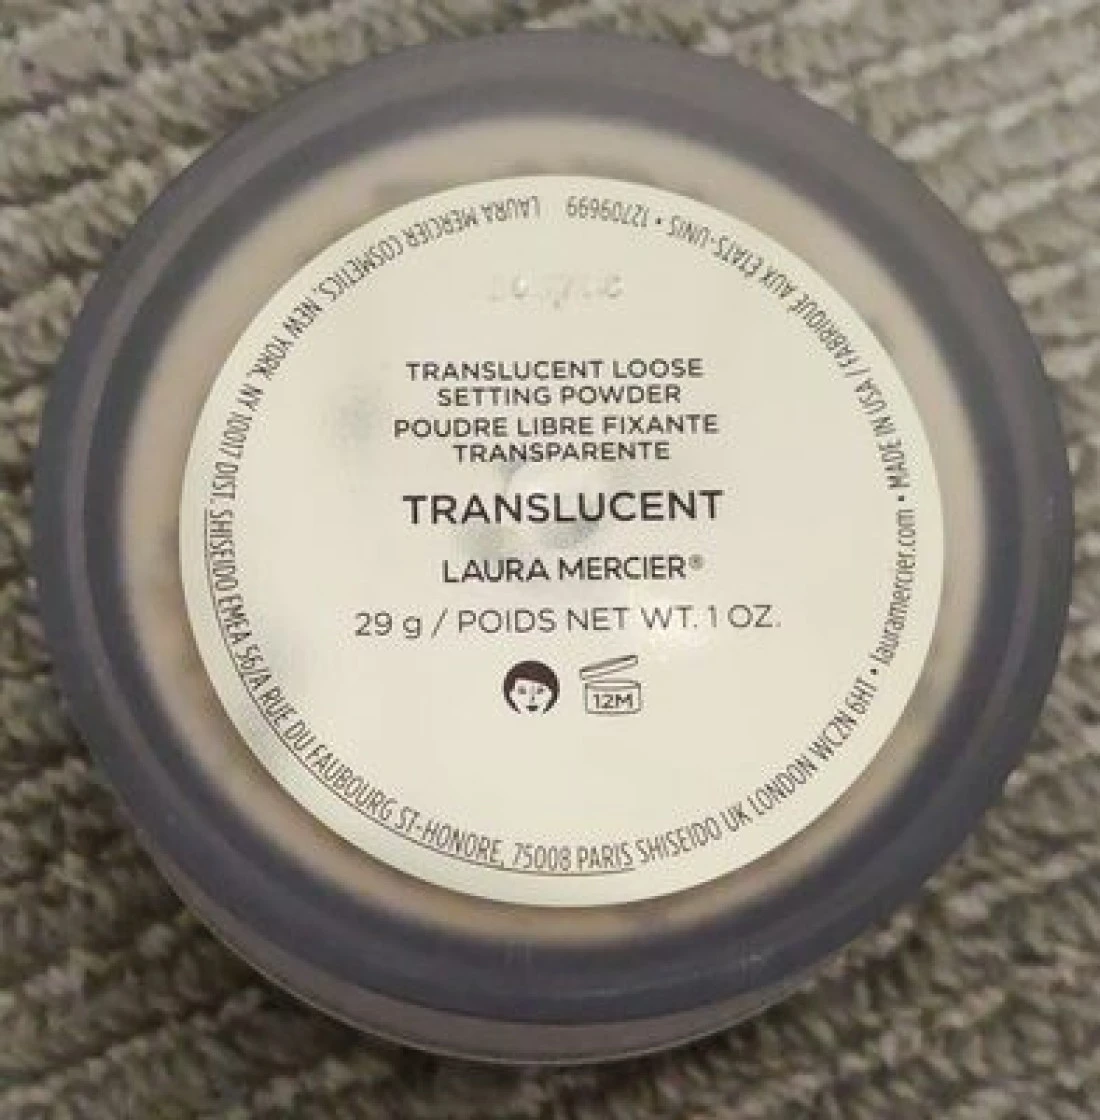 TRANSLUCENT LOOSE
SETTING POWDER
POUDRE LIBRE FIXANTE
TRANSPARENTE
TRANSLUCENT
LAURA MERCIER®
29 g / POIDS NET WT. 1 OZ.
12M
LAURA MERCIER COSMETICS, NEW YORK, NY 10017 DIST. SHISEIDO EMEA 56/A RUE DU FAUBOURG ST-HONORE, 75008 PARIS SHISEIDO UK LONDON WC2N 6HT • lauramercier.com • MADE IN USA / FABRIQUÉ AUX ÉTATS-UNIS • 12709699